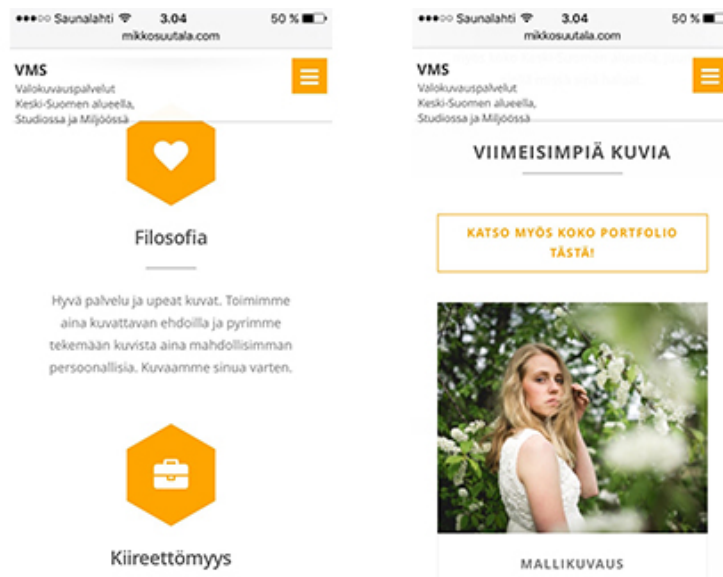 Saunalahti 3.04 50 %
mikkosuutala.com
VMS
Valokuvauspalvelut
Keski-Suomen alueella,
Studiossa ja Miljöössä
Filosofia
Hyvä palvelu ja upeat kuvat. Toimimme
aina kuvattavan ehdoilla ja pyrimme
tekemään kuvista aina mahdollisimman
persoonallisia. Kuvaamme sinua varten.
Kiireettömyys
Saunalahti 3.04 50 %
mikkosuutala.com
VMS
Valokuvauspalvelut
Keski-Suomen alueella,
Studiossa ja Miljöössä
VIIMEISIMPIÄ KUVIA
KATSO MYÖS KOKO PORTFOLIO
TÄSTÄ!
MALLIKUVAUS